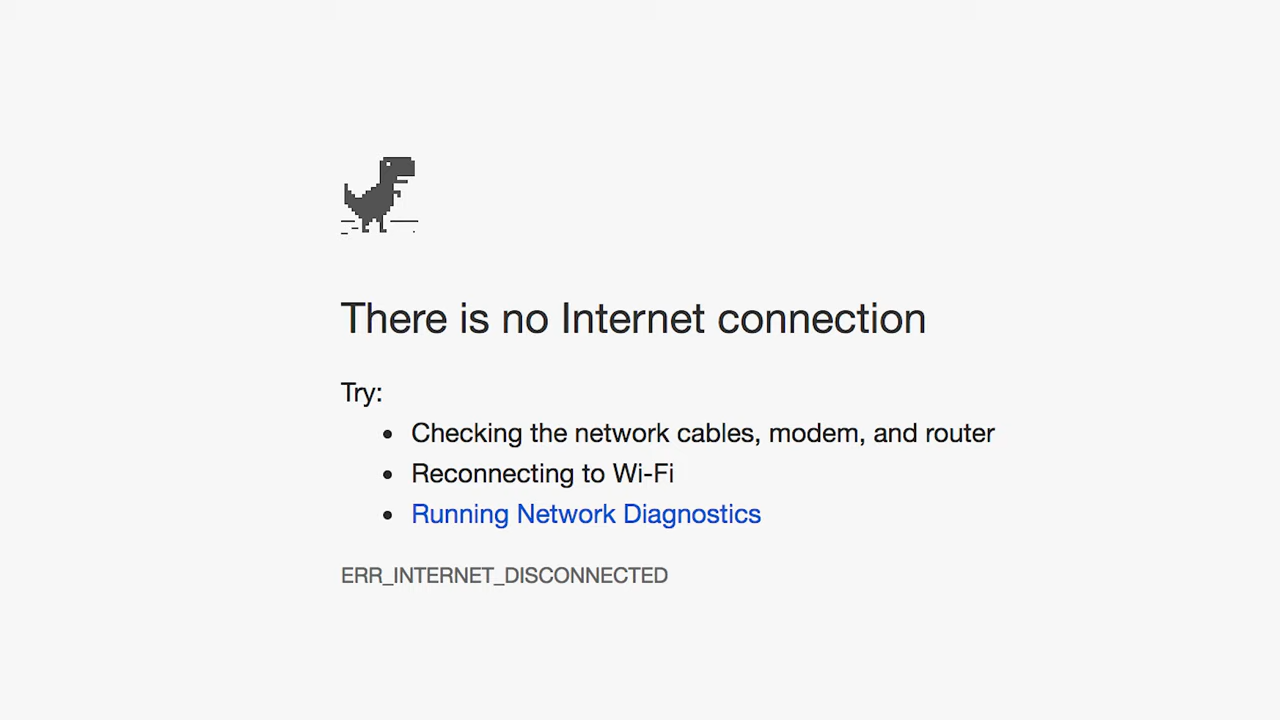 There is no Internet connection
Try:
Checking the network cables, modem, and router
Reconnecting to Wi-Fi
Running Network Diagnostics
ERR_INTERNET_DISCONNECTED